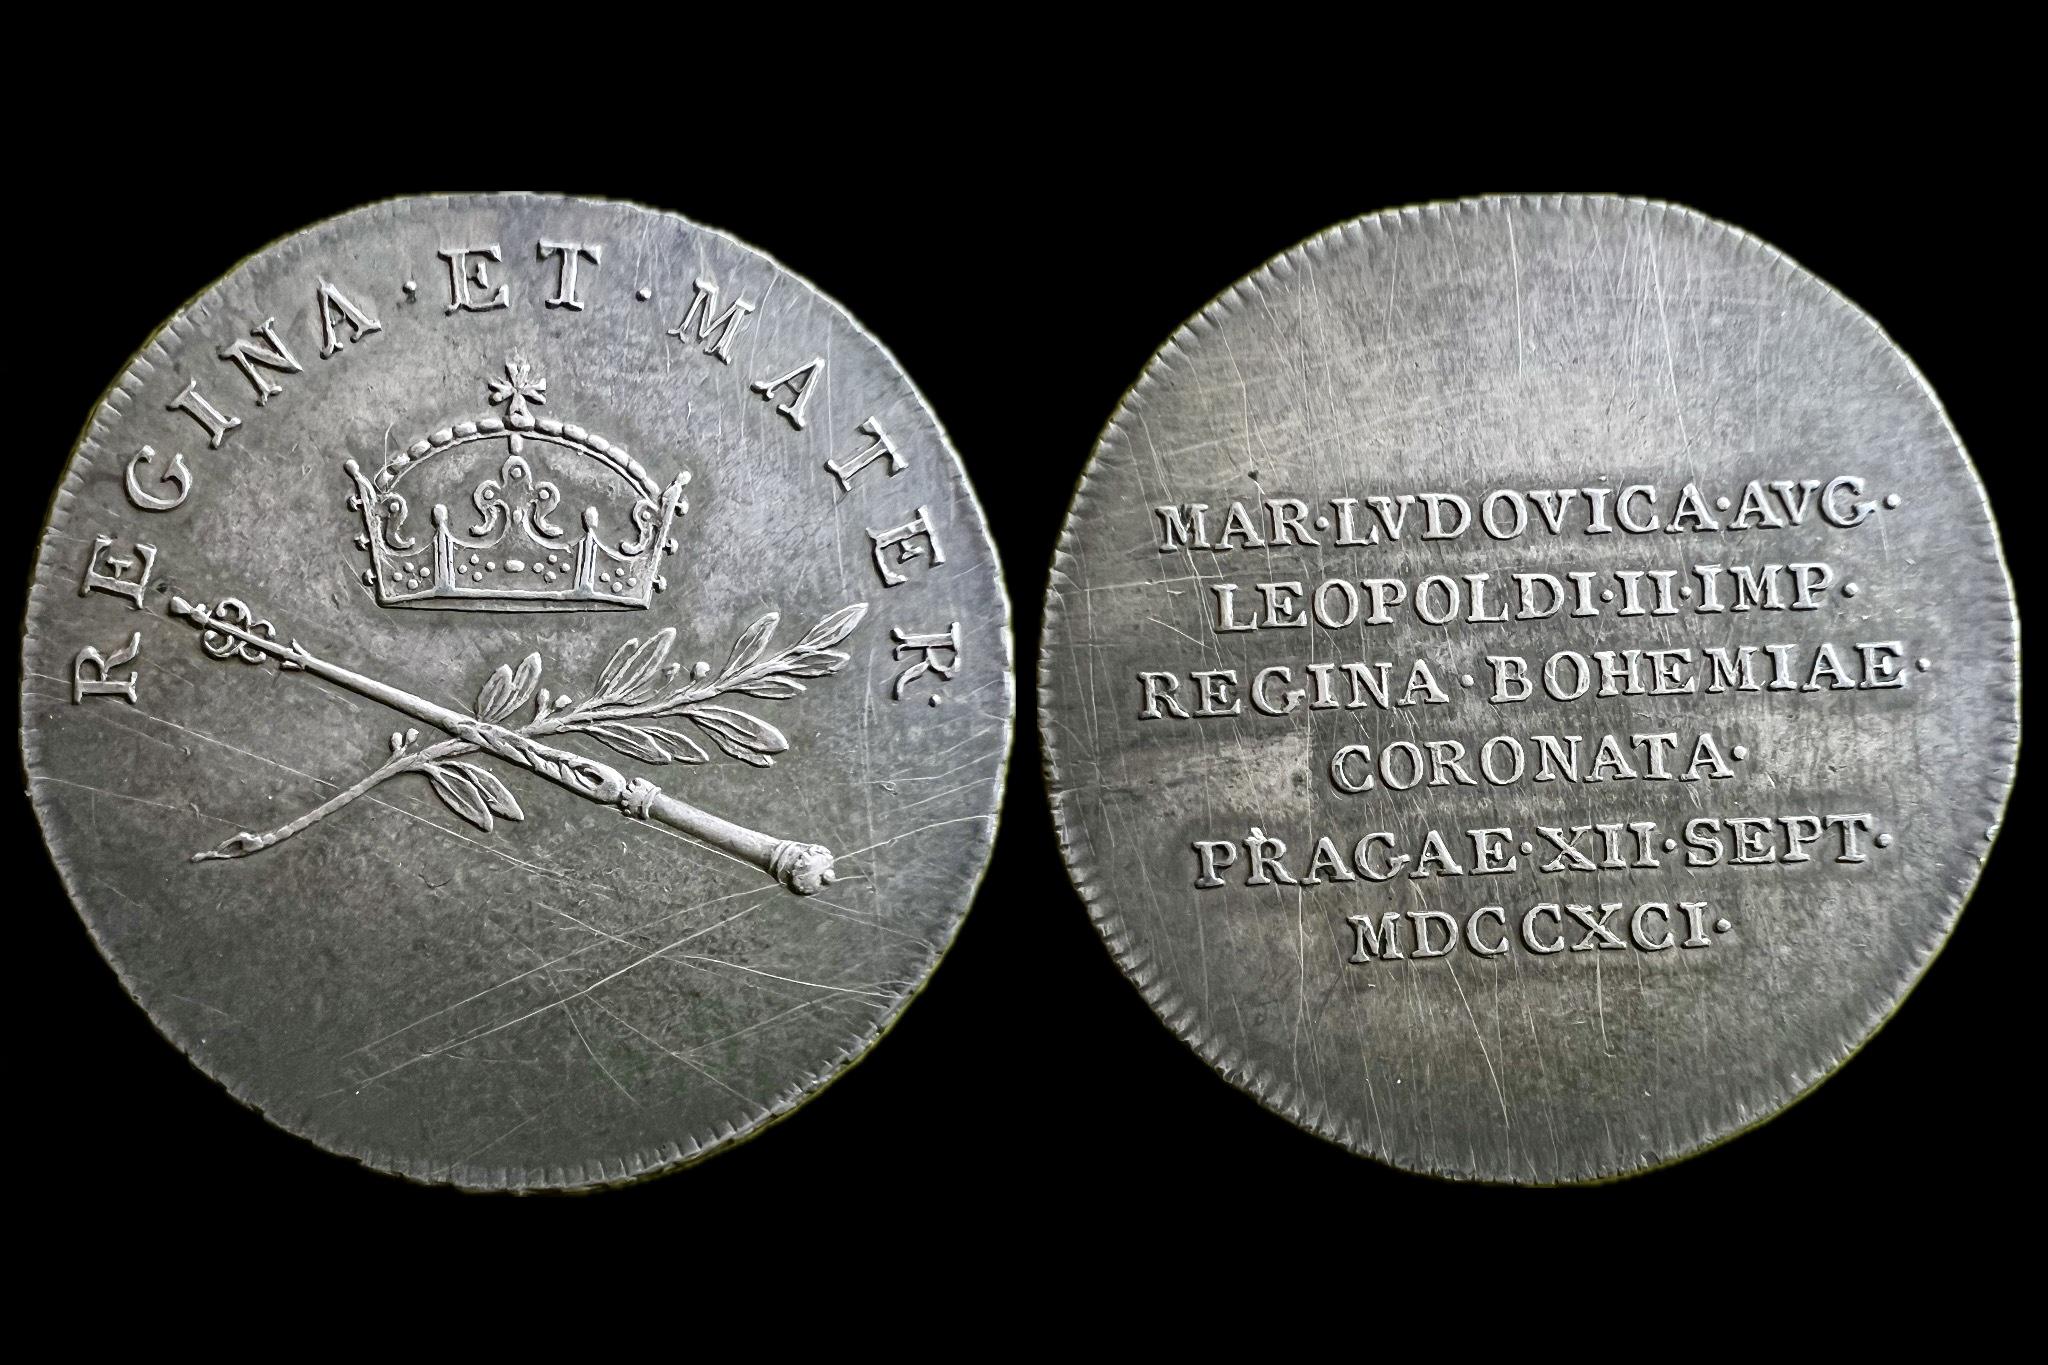 REGINA · ET · MATER ·
MAR·LVDOVICA·AVG·
LEOPOLDI·II·IMP·
REGINA·BOHEMIAE·
CORONATA·
PRAGAE·XII·SEPT·
MDCCXCI·